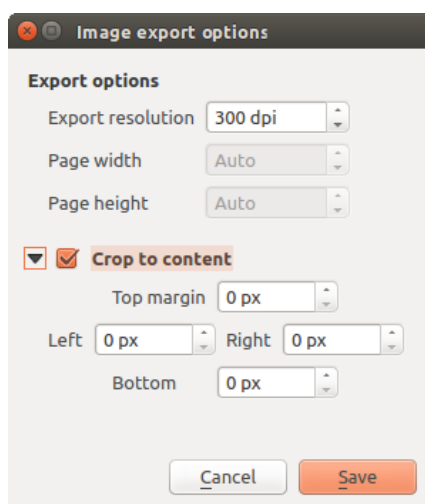 Image export options
Export options
Export resolution 300 dpi
Page width Auto
Page height Auto
Crop to content
Top margin 0 px
Left 0 px Right 0 px
Bottom 0 px
Cancel Save